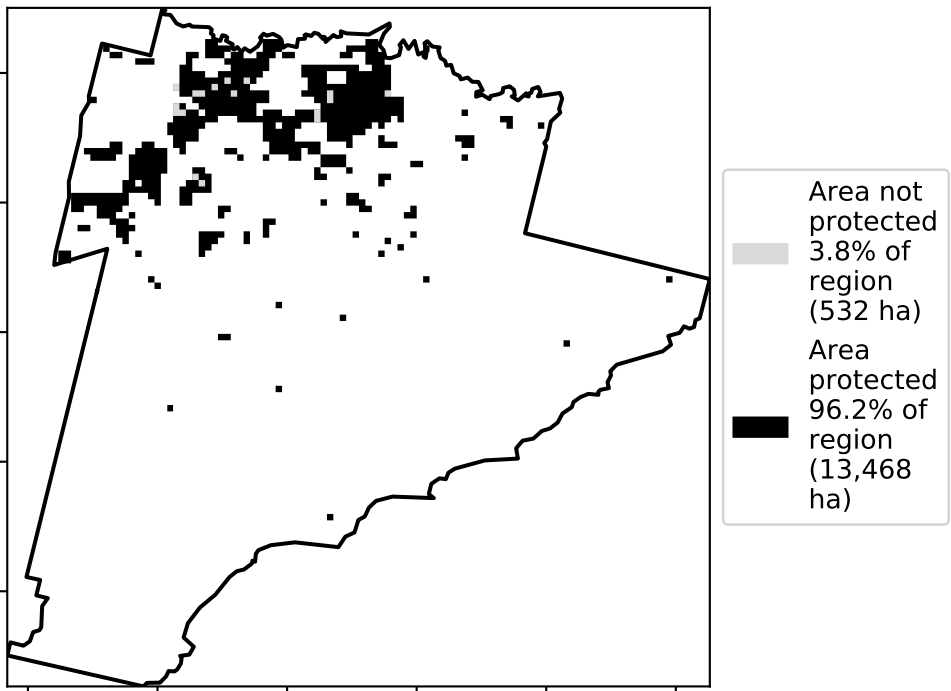 Area not
protected
3.8% of
region
(532 ha)
Area
protected
96.2% of
region
(13,468
ha)